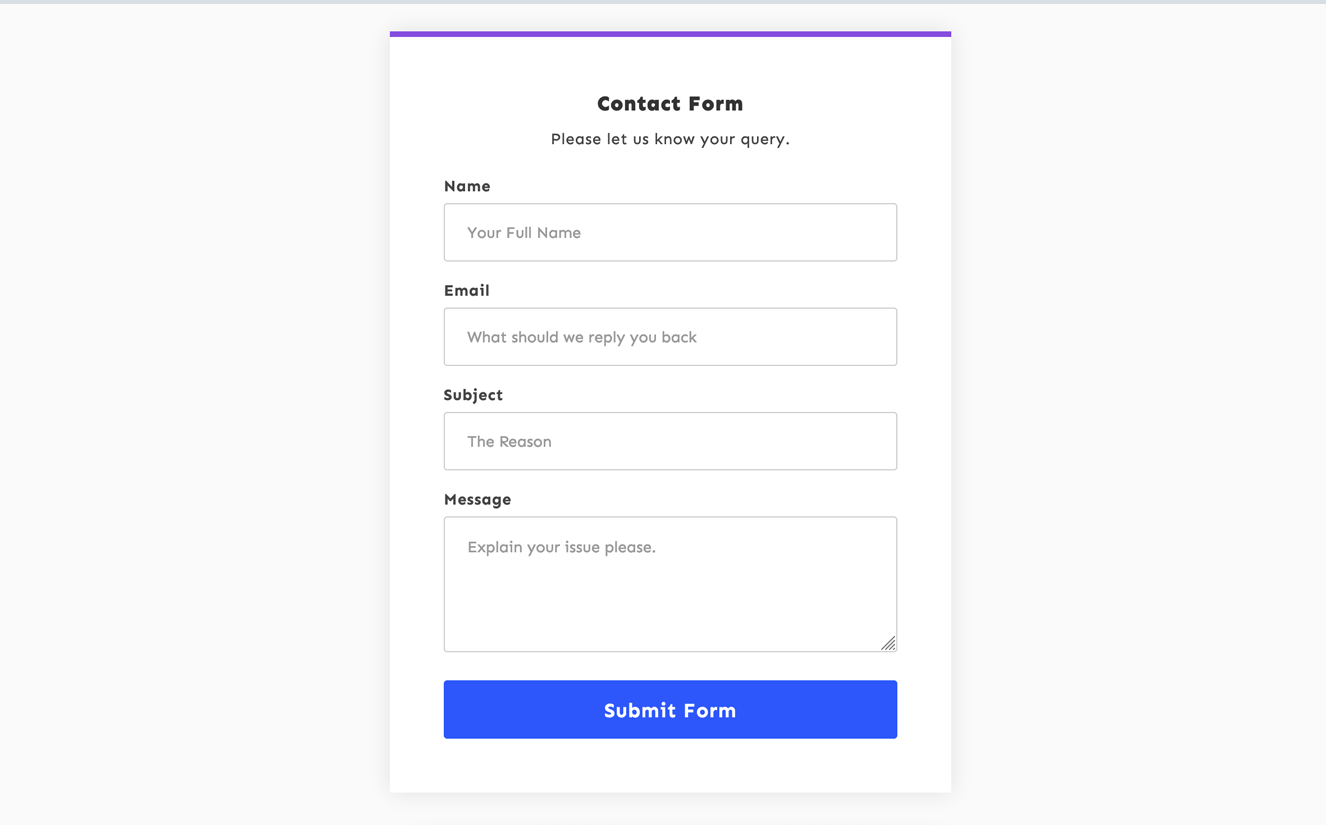 Contact Form
Please let us know your query.
Name
Your Full Name
Email
What should we reply you back
Subject
The Reason
Message
Explain your issue please.
Submit Form